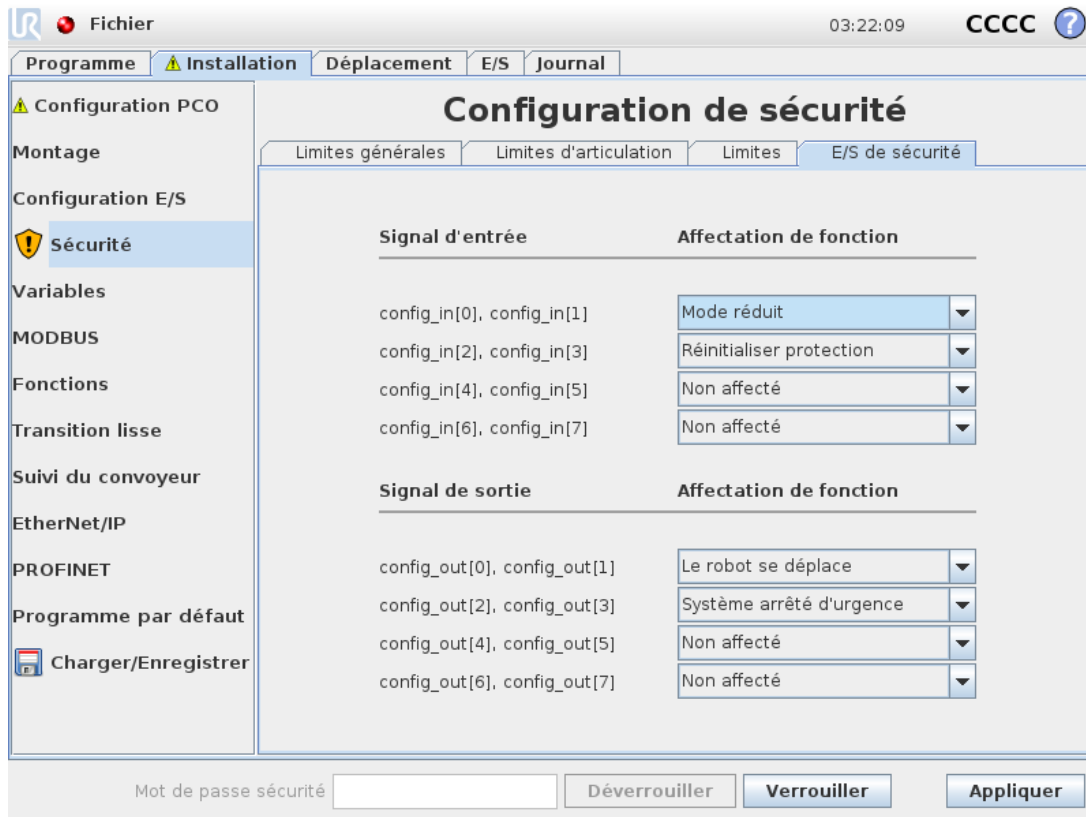 UR Fichier 03:22:09 CCCC ?
Programme Installation Déplacement E/S Journal
Configuration PCO
Montage
Configuration E/S
Sécurité
Variables
MODBUS
Fonctions
Transition lisse
Suivi du convoyeur
EtherNet/IP
PROFINET
Programme par défaut
Charger/Enregistrer
Configuration de sécurité
Limites générales Limites d'articulation Limites E/S de sécurité
Signal d'entrée Affectation de fonction
config_in[0], config_in[1] Mode réduit
config_in[2], config_in[3] Réinitialiser protection
config_in[4], config_in[5] Non affecté
config_in[6], config_in[7] Non affecté
Signal de sortie Affectation de fonction
config_out[0], config_out[1] Le robot se déplace
config_out[2], config_out[3] Système arrêté d'urgence
config_out[4], config_out[5] Non affecté
config_out[6], config_out[7] Non affecté
Mot de passe sécurité Déverrouiller Verrouiller Appliquer